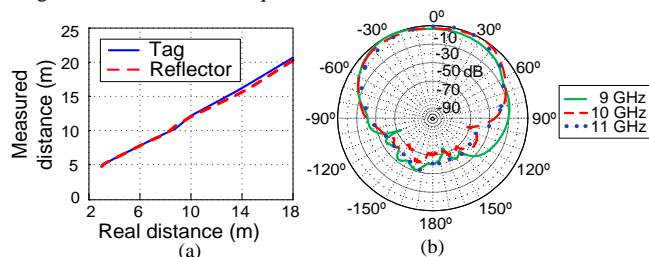 25
20
15
10
5
0
Measured
distance (m)
Tag
Reflector
2 6 10 14 18
Real distance (m)
(a)
0º
-30º 30º
-60º 60º
-90º 90º
-120º 120º
-150º 150º
180º
-10
-30
-50
dB
-70
-90
(b)
9 GHz
10 GHz
11 GHz